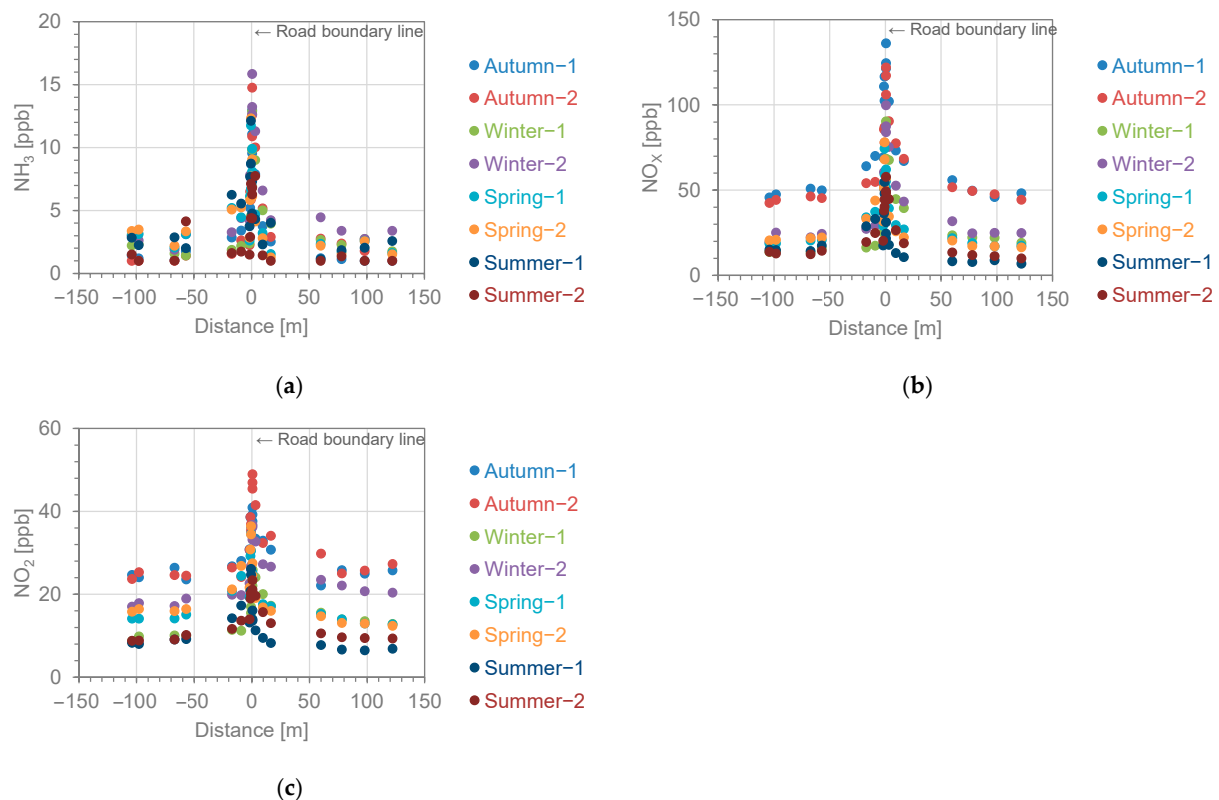 20
15
10
5
0
NH₃ [ppb]
← Road boundary line
−150 −100 −50 0 50 100 150
Distance [m]
Autumn−1
Autumn−2
Winter−1
Winter−2
Spring−1
Spring−2
Summer−1
Summer−2
(a)
150
100
50
0
NOX [ppb]
← Road boundary line
−150 −100 −50 0 50 100 150
Distance [m]
Autumn−1
Autumn−2
Winter−1
Winter−2
Spring−1
Spring−2
Summer−1
Summer−2
(b)
60
40
20
0
NO₂ [ppb]
← Road boundary line
−150 −100 −50 0 50 100 150
Distance [m]
Autumn−1
Autumn−2
Winter−1
Winter−2
Spring−1
Spring−2
Summer−1
Summer−2
(c)